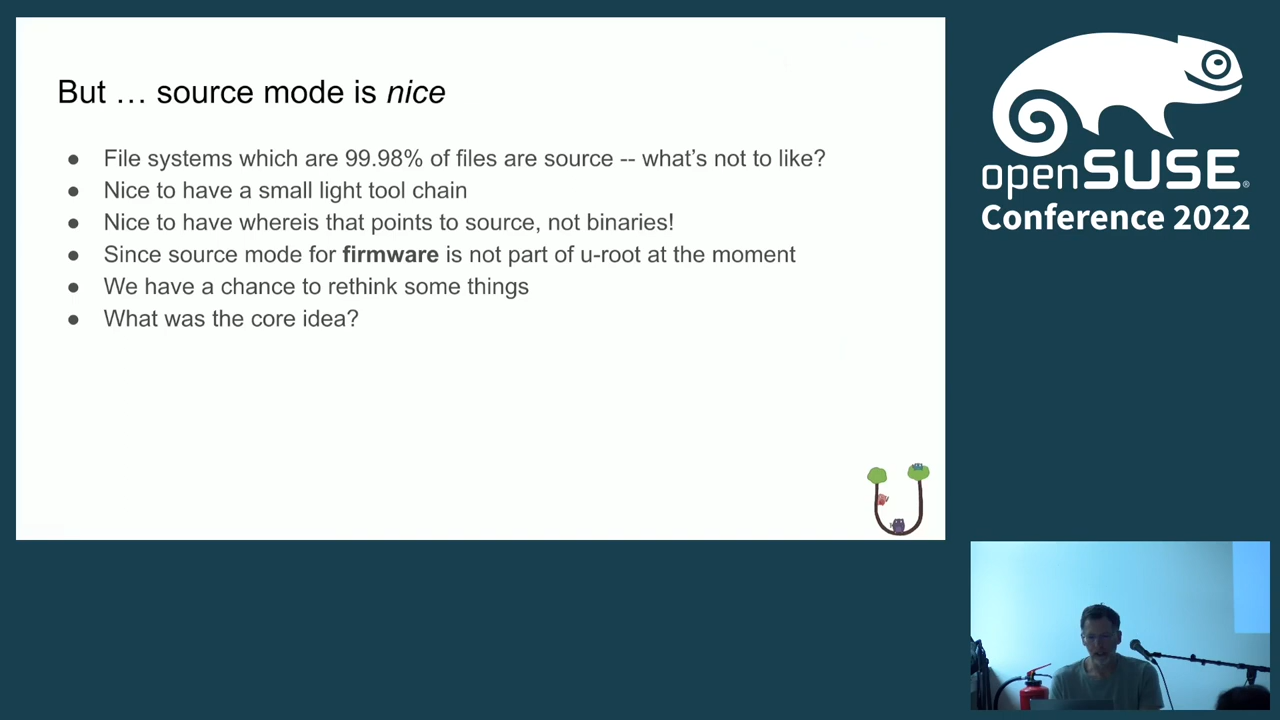 But … source mode is nice
● File systems which are 99.98% of files are source -- what's not to like?
● Nice to have a small light tool chain
● Nice to have whereis that points to source, not binaries!
● Since source mode for firmware is not part of u-root at the moment
● We have a chance to rethink some things
● What was the core idea?
openSUSE®
Conference 2022